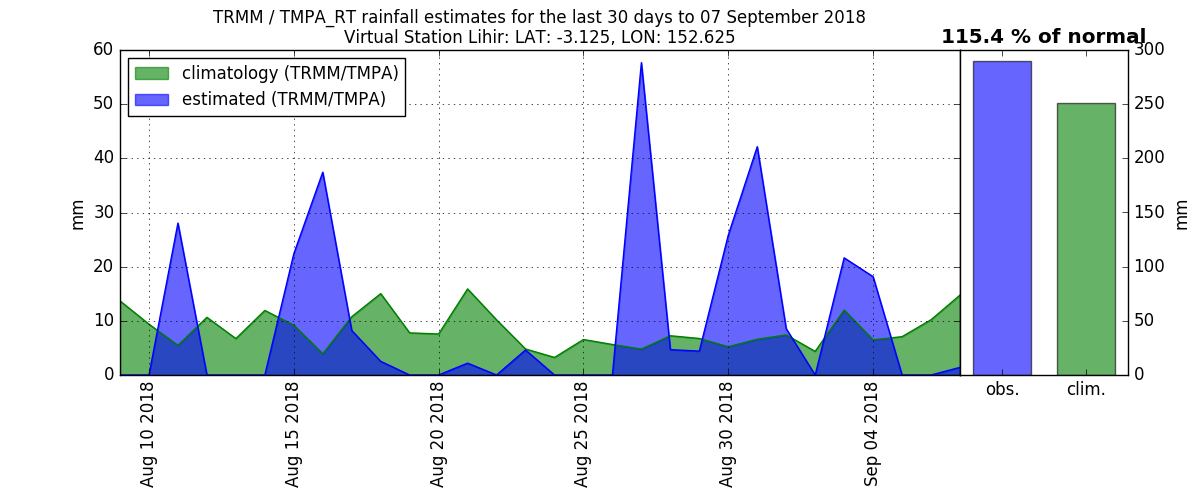 TRMM / TMPA_RT rainfall estimates for the last 30 days to 07 September 2018
Virtual Station Lihir: LAT: -3.125, LON: 152.625
115.4 % of normal
climatology (TRMM/TMPA)
estimated (TRMM/TMPA)
60
50
40
30
20
10
0
mm
Aug 10 2018
Aug 15 2018
Aug 20 2018
Aug 25 2018
Aug 30 2018
Sep 04 2018
300
250
200
150
100
50
0
mm
obs.
clim.